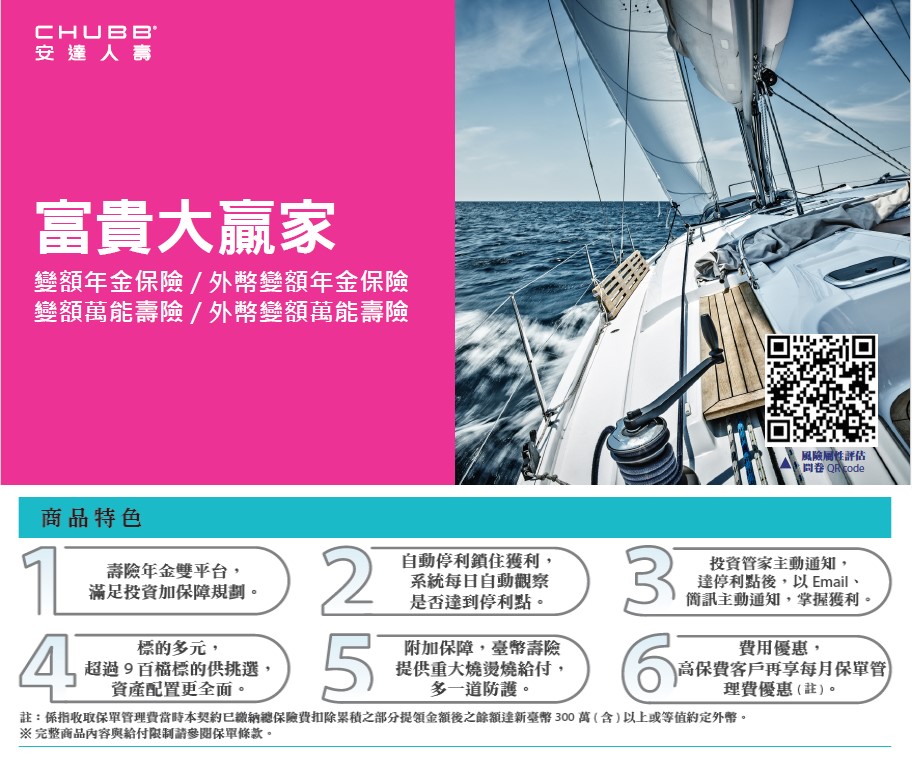 CHUBB®
安達人壽
富貴大贏家
變額年金保險 / 外幣變額年金保險
變額萬能壽險 / 外幣變額萬能壽險
▲ 風險屬性評估
問卷 QR code
商品特色
1
壽險年金雙平台，
滿足投資加保障規劃。
2
自動停利鎖住獲利，
系統每日自動觀察
是否達到停利點。
3
投資管家主動通知，
達停利點後，以 Email、
簡訊主動通知，掌握獲利。
4
標的多元，
超過 9 百檔標的供挑選，
資產配置更全面。
5
附加保障，臺幣壽險
提供重大燒燙燒給付，
多一道防護。
6
費用優惠，
高保費客戶再享每月保單管
理費優惠 (註)。
註：係指收取保單管理費當時本契約已繳納總保險費扣除累積之部分提領金額後之餘額達新臺幣 300 萬 (含) 以上或等值約定外幣。
※ 完整商品內容與給付限制請參閱保單條款。